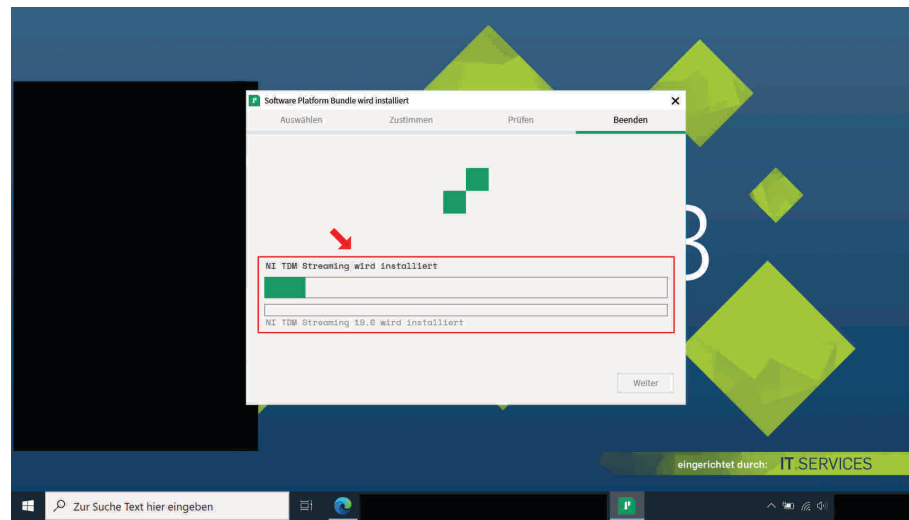 Software Platform Bundle wird installiert
Auswählen Zustimmen Prüfen Beenden
NI TDM Streaming wird installiert
NI TDM Streaming 19.0 wird installiert
Weiter
eingerichtet durch: IT.SERVICES
Zur Suche Text hier eingeben